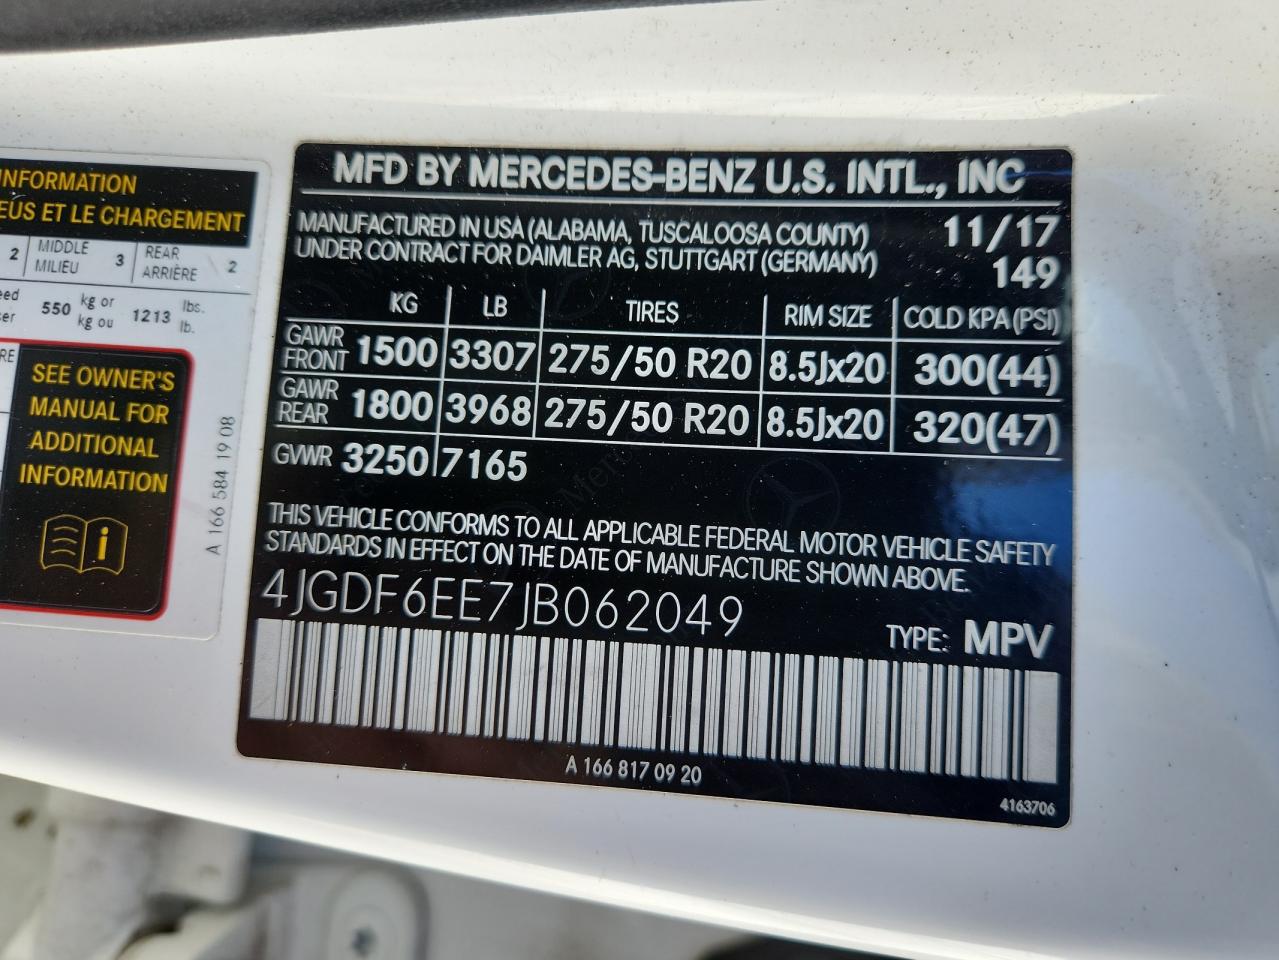 INFORMATION
EUS ET LE CHARGEMENT
2 MIDDLE MILIEU 3 REAR ARRIÈRE 2
550 kg or kg ou 1213 lbs. lb.
SEE OWNER'S
MANUAL FOR
ADDITIONAL
INFORMATION
A 166 584 19 08
MFD BY MERCEDES-BENZ U.S. INTL., INC
MANUFACTURED IN USA (ALABAMA, TUSCALOOSA COUNTY) 11/17
UNDER CONTRACT FOR DAIMLER AG, STUTTGART (GERMANY) 149
KG LB TIRES RIM SIZE COLD KPA (PSI)
GAWR FRONT 1500 3307 275/50 R20 8.5Jx20 300(44)
GAWR REAR 1800 3968 275/50 R20 8.5Jx20 320(47)
GVWR 3250 7165
THIS VEHICLE CONFORMS TO ALL APPLICABLE FEDERAL MOTOR VEHICLE SAFETY
STANDARDS IN EFFECT ON THE DATE OF MANUFACTURE SHOWN ABOVE.
4JGDF6EE7JB062049
TYPE: MPV
A 166 817 09 20
4163706